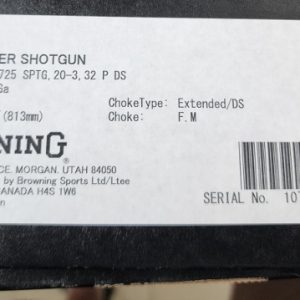 ER SHOTGUN
725 SPTG,20-3,32 P DS
Ga
ChokeType: Extended/DS
(813mm)
Choke: F.M
NING
CE. MORGAN. UTAH 84050
by Browning Sports Ltd/Ltee
ANADA H4S 1W6
SERIAL No. 107